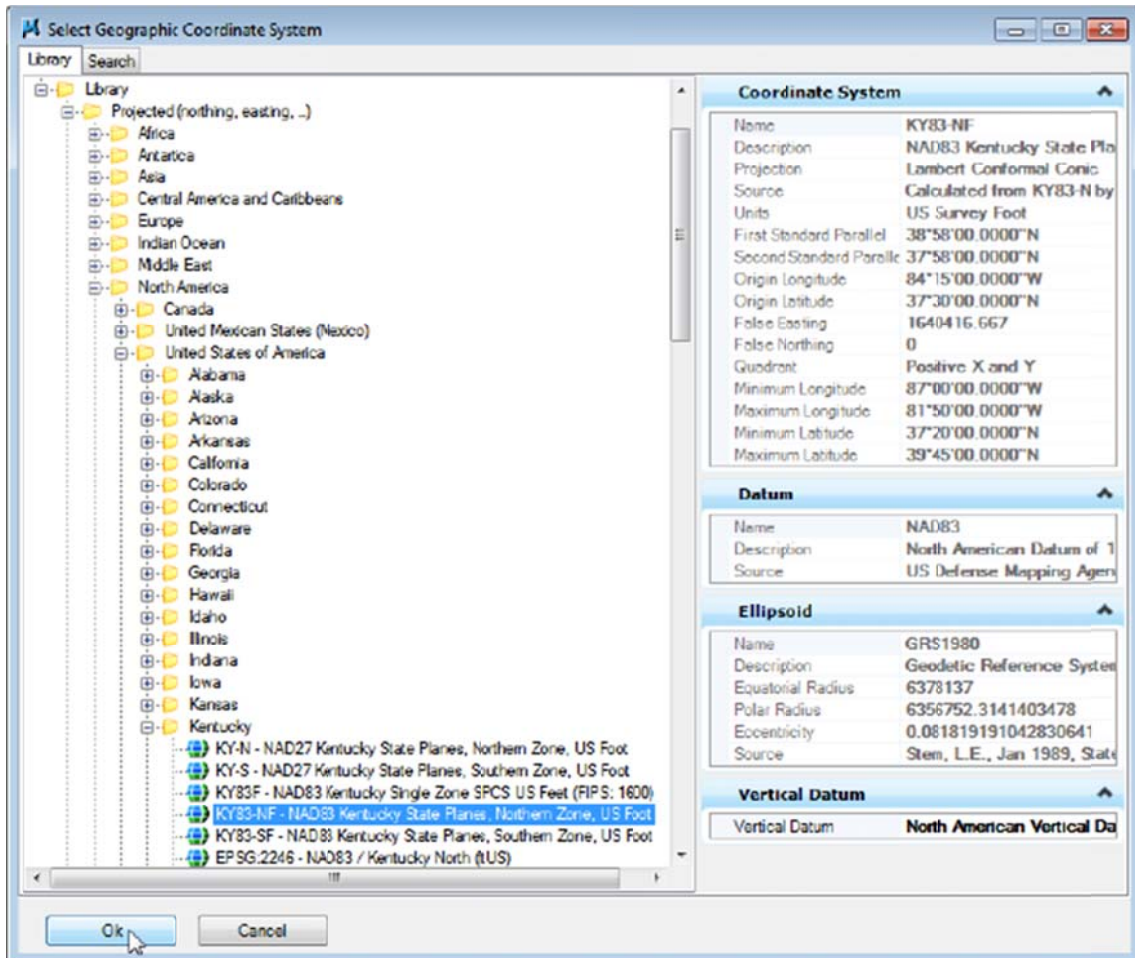 Select Geographic Coordinate System
Library Search
Library
Projected (northing, easting, ...)
Africa
Antartica
Asia
Central America and Caribbeans
Europe
Indian Ocean
Middle East
North America
Canada
United Mexican States (Nexico)
United States of America
Alabama
Alaska
Arizona
Arkansas
California
Colorado
Connecticut
Delaware
Florida
Georgia
Hawaii
Idaho
Illinois
Indiana
Iowa
Kansas
Kentucky
KY-N - NAD27 Kentucky State Planes, Northern Zone, US Foot
KY-S - NAD27 Kentucky State Planes, Southern Zone, US Foot
KY83F - NAD83 Kentucky Single Zone SPCS US Feet (FIPS: 1600)
KY83-NF - NAD83 Kentucky State Planes, Northern Zone, US Foot
KY83-SF - NAD83 Kentucky State Planes, Southern Zone, US Foot
EPSG:2246 - NAD83 / Kentucky North (ftUS)
Coordinate System
Name KY83-NF
Description NAD83 Kentucky State Pla
Projection Lambert Conformal Conic
Source Calculated from KY83-N by
Units US Survey Foot
First Standard Parallel 38°58'00.0000"N
Second Standard Paralle 37°58'00.0000"N
Origin Longitude 84°15'00.0000"W
Origin Latitude 37°30'00.0000"N
False Easting 1640416.667
False Northing 0
Quadrant Positive X and Y
Minimum Longitude 87°00'00.0000"W
Maximum Longitude 81°50'00.0000"W
Minimum Latitude 37°20'00.0000"N
Maximum Latitude 39°45'00.0000"N
Datum
Name NAD83
Description North American Datum of 1
Source US Defense Mapping Agen
Ellipsoid
Name GRS1980
Description Geodetic Reference System
Equatorial Radius 6378137
Polar Radius 6356752.3141403478
Eccentricity 0.081819191042830641
Source Stem, L.E., Jan 1989, State
Vertical Datum
Vertical Datum North American Vertical Da
Ok Cancel